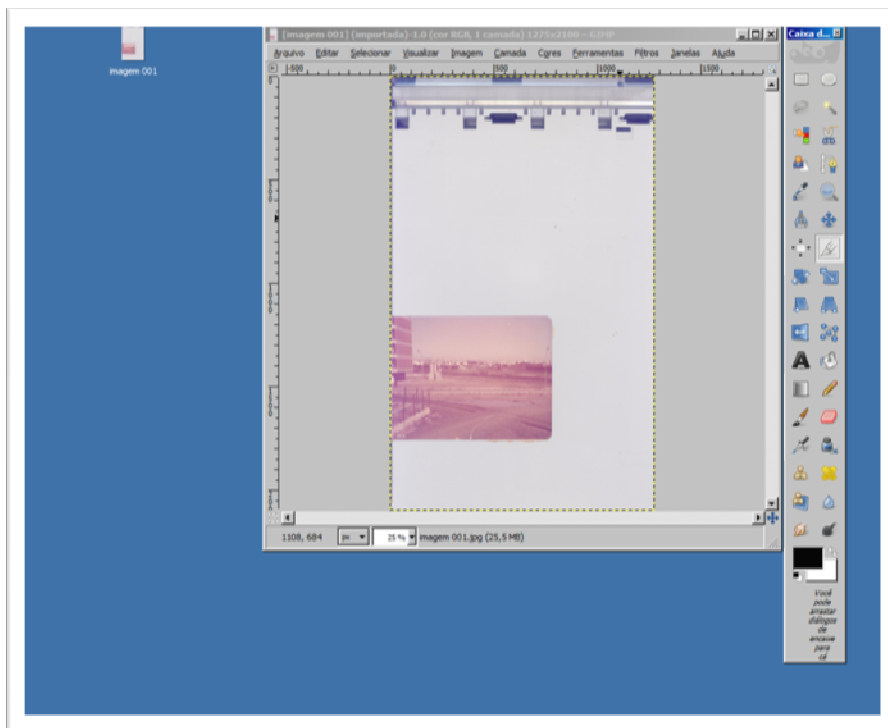 imagem 001
[imagem 001] (importada)-1.0 (cor RGB, 1 camada) 1275x2100 – GIMP
Caixa d...
Arquivo Editar Selecionar Visualizar Imagem Camada Cores Ferramentas Filtros Janelas Ajuda
-500 0 500 1000 1500
1108, 684 px 25 % imagem 001.jpg (25,5 MB)
Você
pode
arrastar
diálogos
de
encaixe
para
cá